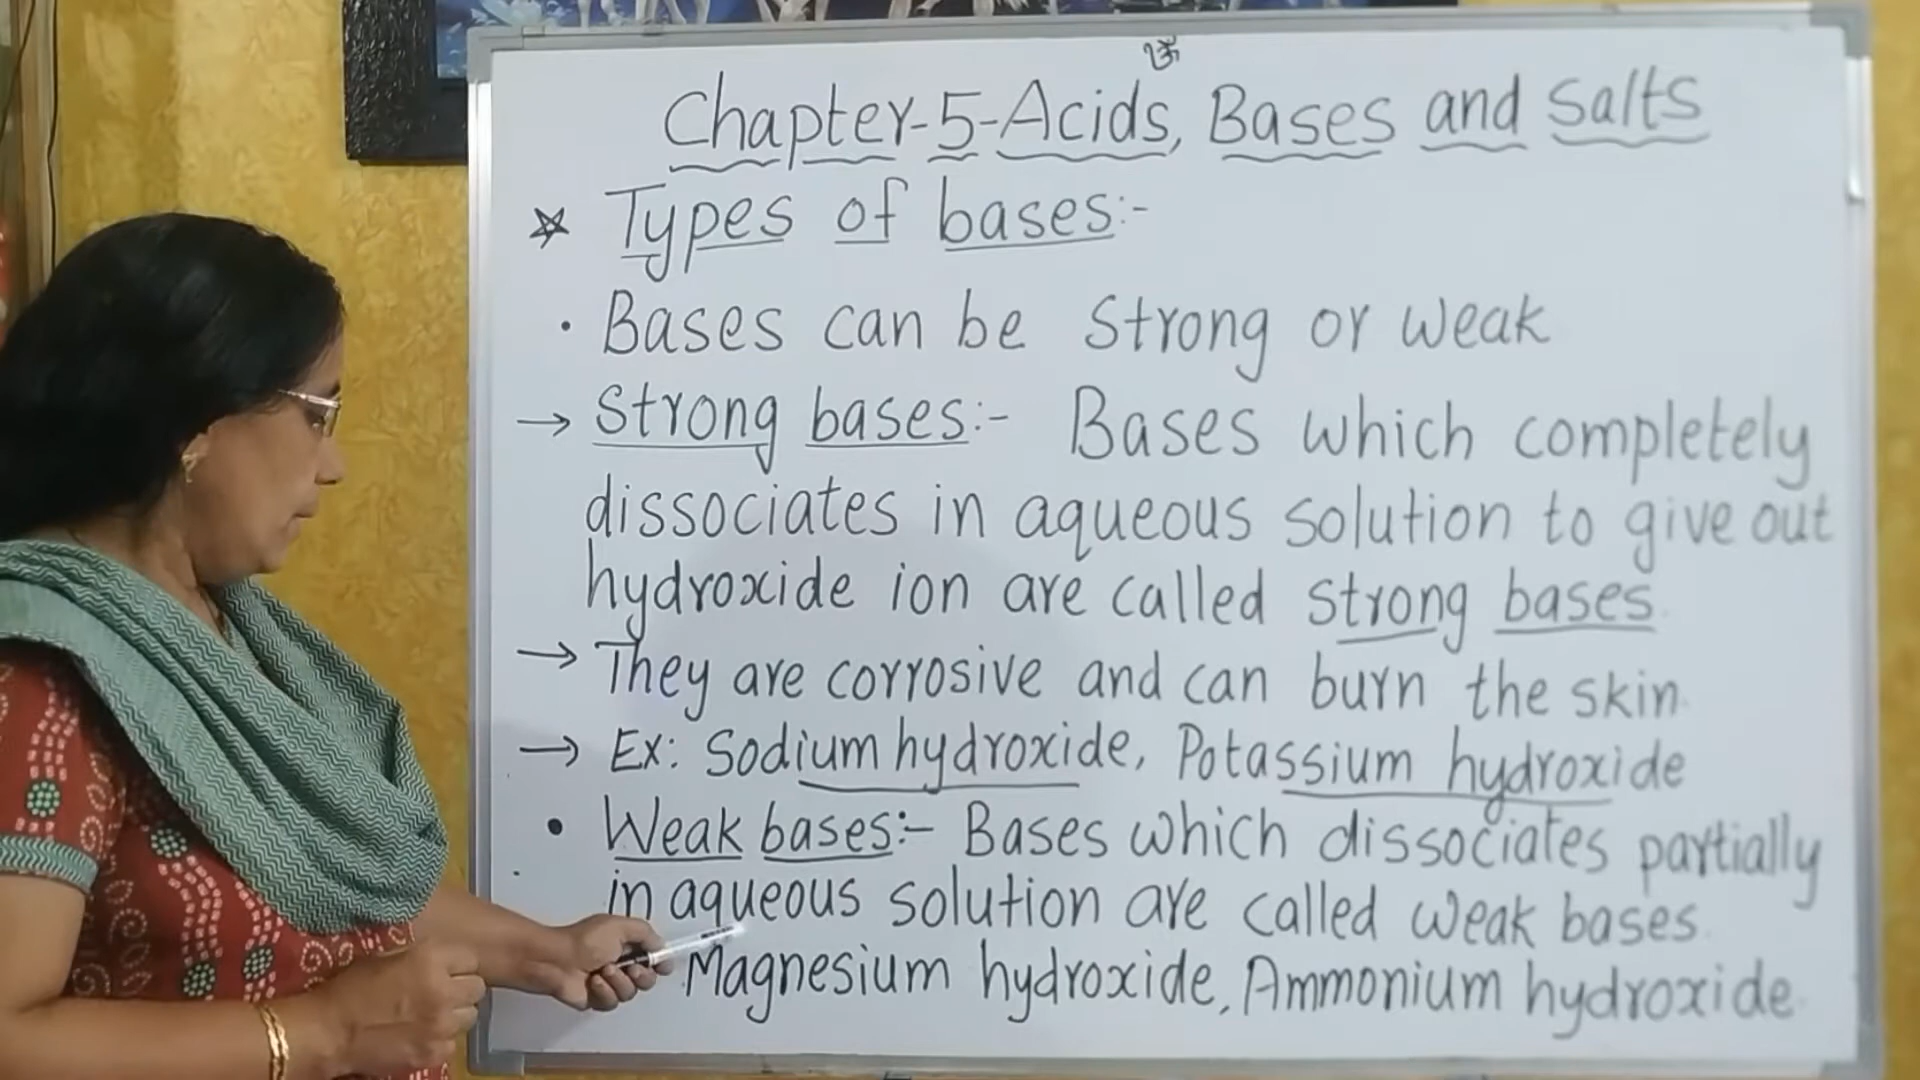 ૐ
Chapter-5-Acids, Bases and Salts
☆ Types of bases:-
· Bases can be Strong or weak
→ Strong bases:- Bases which completely
dissociates in aqueous solution to give out
hydroxide ion are called strong bases.
→ They are corrosive and can burn the skin.
→ Ex: Sodium hydroxide, Potassium hydroxide
• Weak bases:- Bases which dissociates partially
in aqueous solution are called weak bases.
Magnesium hydroxide, Ammonium hydroxide.